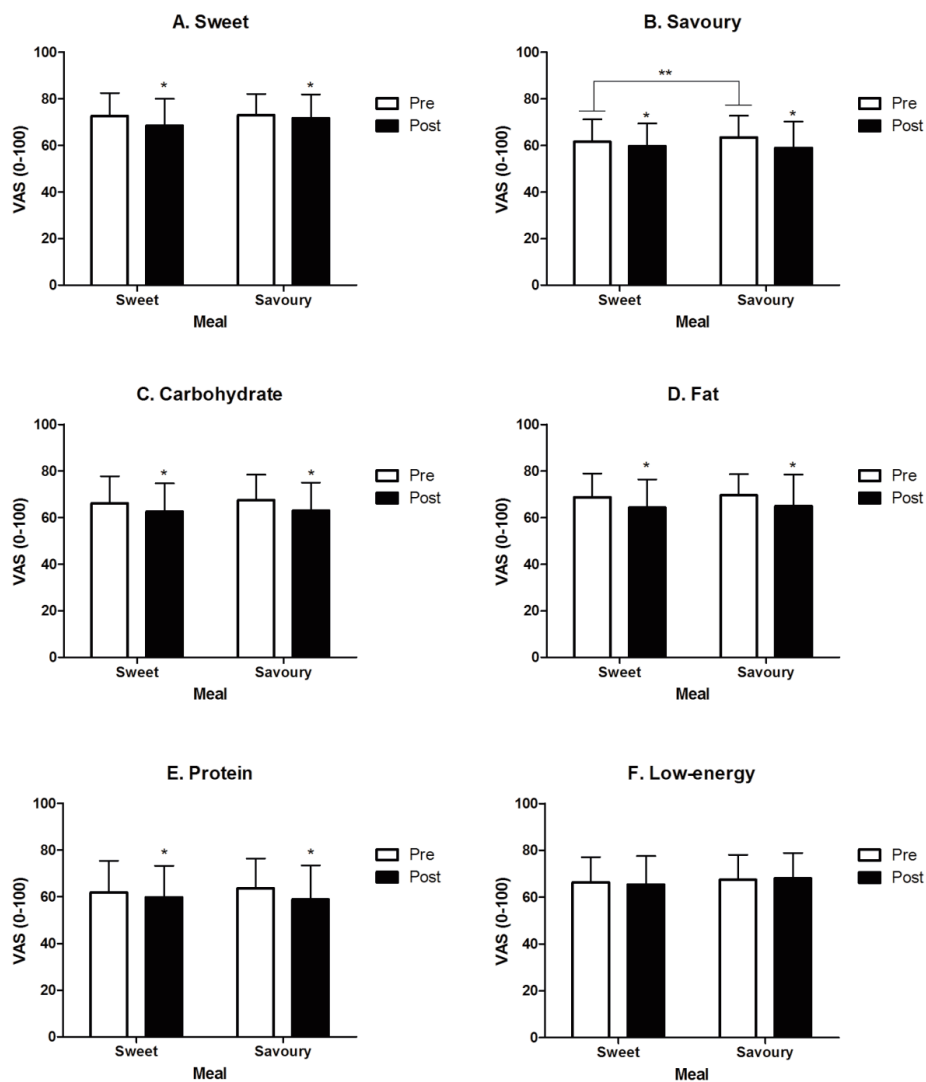 A. Sweet
100
80
60
40
20
0
VAS (0-100)
*
*
Pre
Post
Sweet
Savoury
Meal
B. Savoury
100
80
60
40
20
0
VAS (0-100)
**
*
*
Pre
Post
Sweet
Savoury
Meal
C. Carbohydrate
100
80
60
40
20
0
VAS (0-100)
*
*
Pre
Post
Sweet
Savoury
Meal
D. Fat
100
80
60
40
20
0
VAS (0-100)
*
*
Pre
Post
Sweet
Savoury
Meal
E. Protein
100
80
60
40
20
0
VAS (0-100)
*
*
Pre
Post
Sweet
Savoury
Meal
F. Low-energy
100
80
60
40
20
0
VAS (0-100)
Pre
Post
Sweet
Savoury
Meal